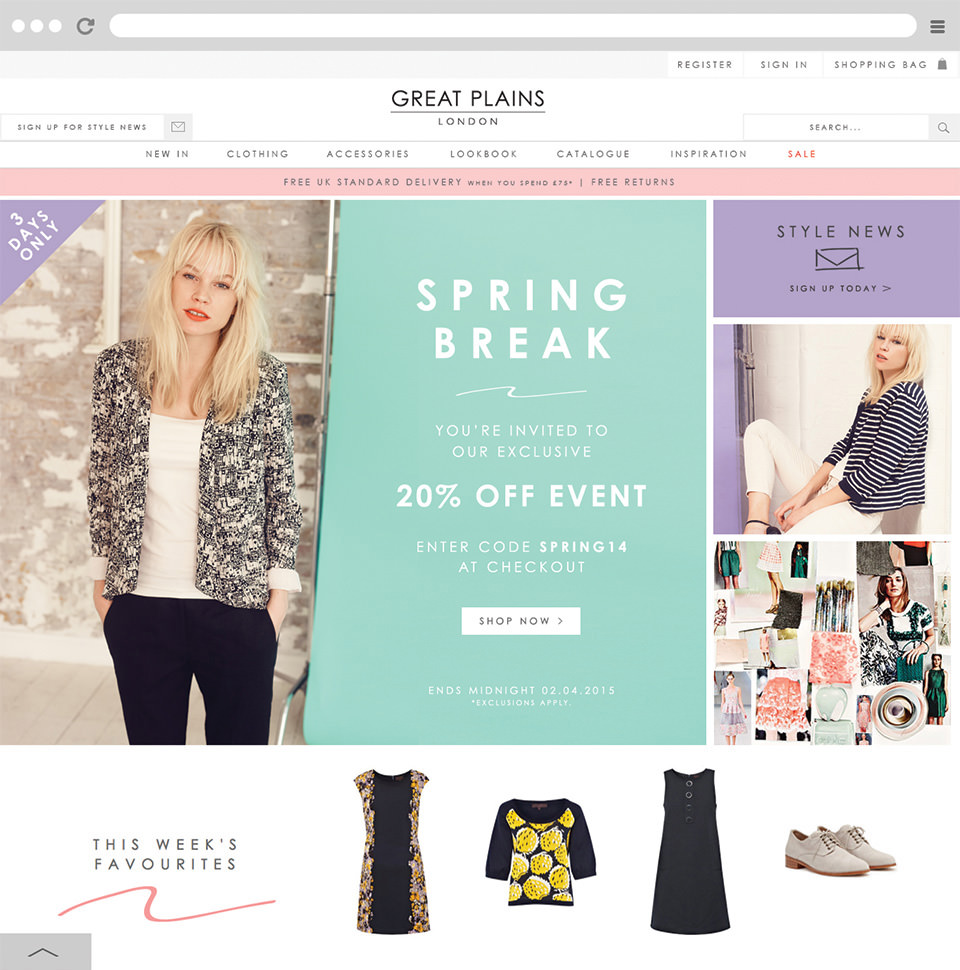 REGISTER
SIGN IN
SHOPPING BAG
GREAT PLAINS
LONDON
SIGN UP FOR STYLE NEWS
SEARCH...
NEW IN
CLOTHING
ACCESSORIES
LOOKBOOK
CATALOGUE
INSPIRATION
SALE
FREE UK STANDARD DELIVERY WHEN YOU SPEND £75* | FREE RETURNS
3
DAYS
ONLY
SPRING
BREAK
YOU'RE INVITED TO
OUR EXCLUSIVE
20% OFF EVENT
ENTER CODE SPRING14
AT CHECKOUT
SHOP NOW >
ENDS MIDNIGHT 02.04.2015
*EXCLUSIONS APPLY.
STYLE NEWS
SIGN UP TODAY >
THIS WEEK'S
FAVOURITES